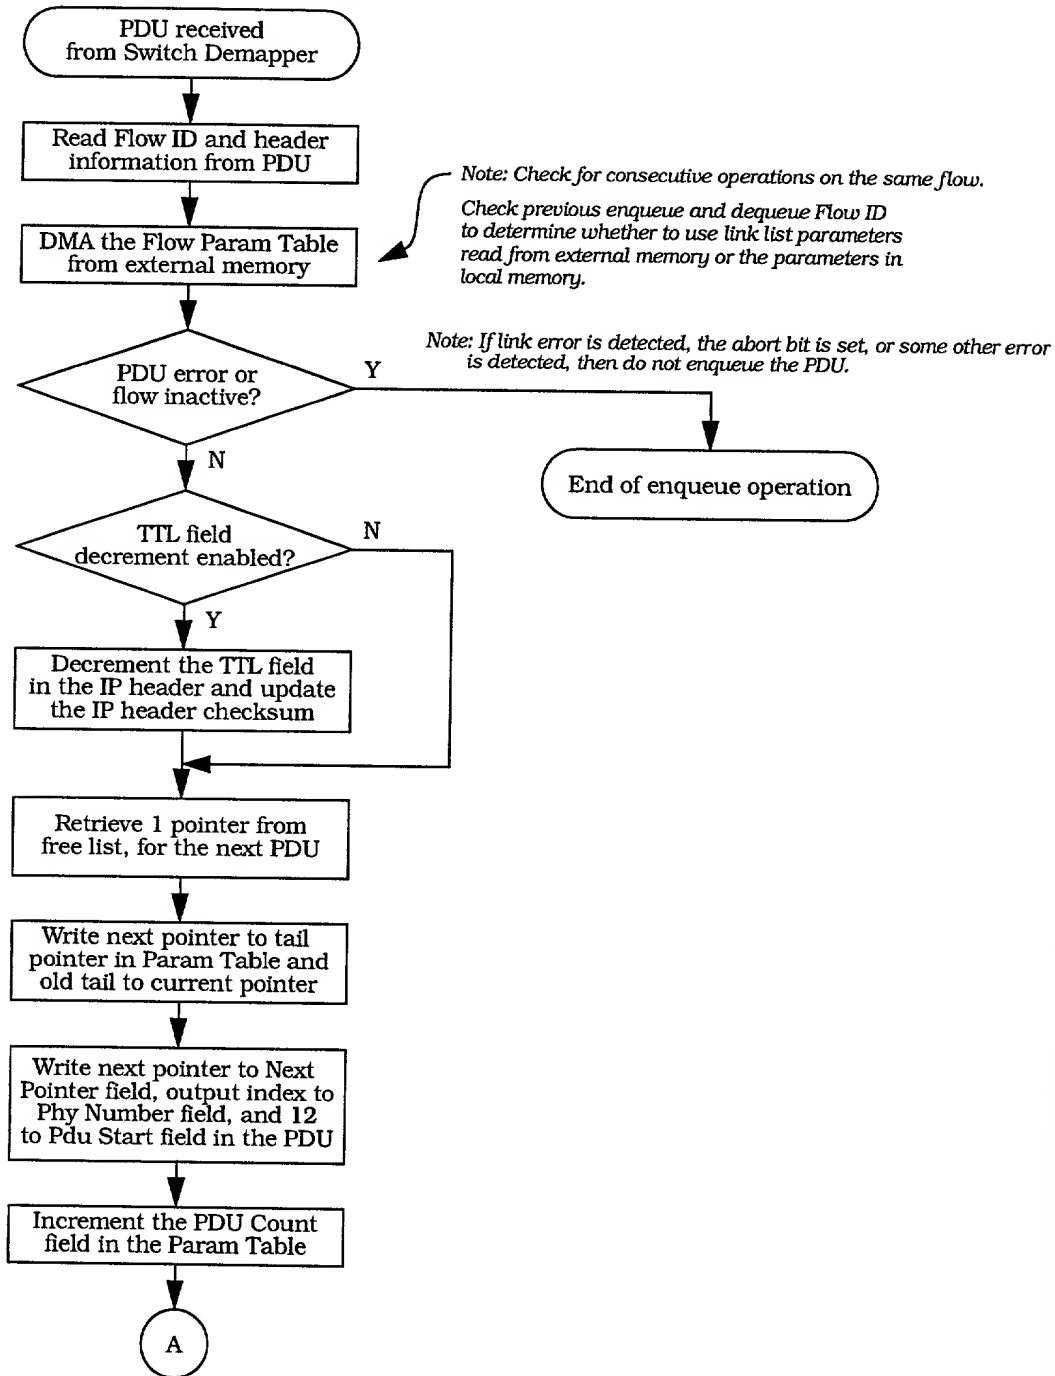 PDU received
from Switch Demapper
Read Flow ID and header
information from PDU
Note: Check for consecutive operations on the same flow.
Check previous enqueue and dequeue Flow ID
to determine whether to use link list parameters
read from external memory or the parameters in
local memory.
DMA the Flow Param Table
from external memory
Note: If link error is detected, the abort bit is set, or some other error
is detected, then do not enqueue the PDU.
PDU error or
flow inactive?
Y
N
End of enqueue operation
TTL field
decrement enabled?
N
Y
Decrement the TTL field
in the IP header and update
the IP header checksum
Retrieve 1 pointer from
free list, for the next PDU
Write next pointer to tail
pointer in Param Table and
old tail to current pointer
Write next pointer to Next
Pointer field, output index to
Phy Number field, and 12
to Pdu Start field in the PDU
Increment the PDU Count
field in the Param Table
A